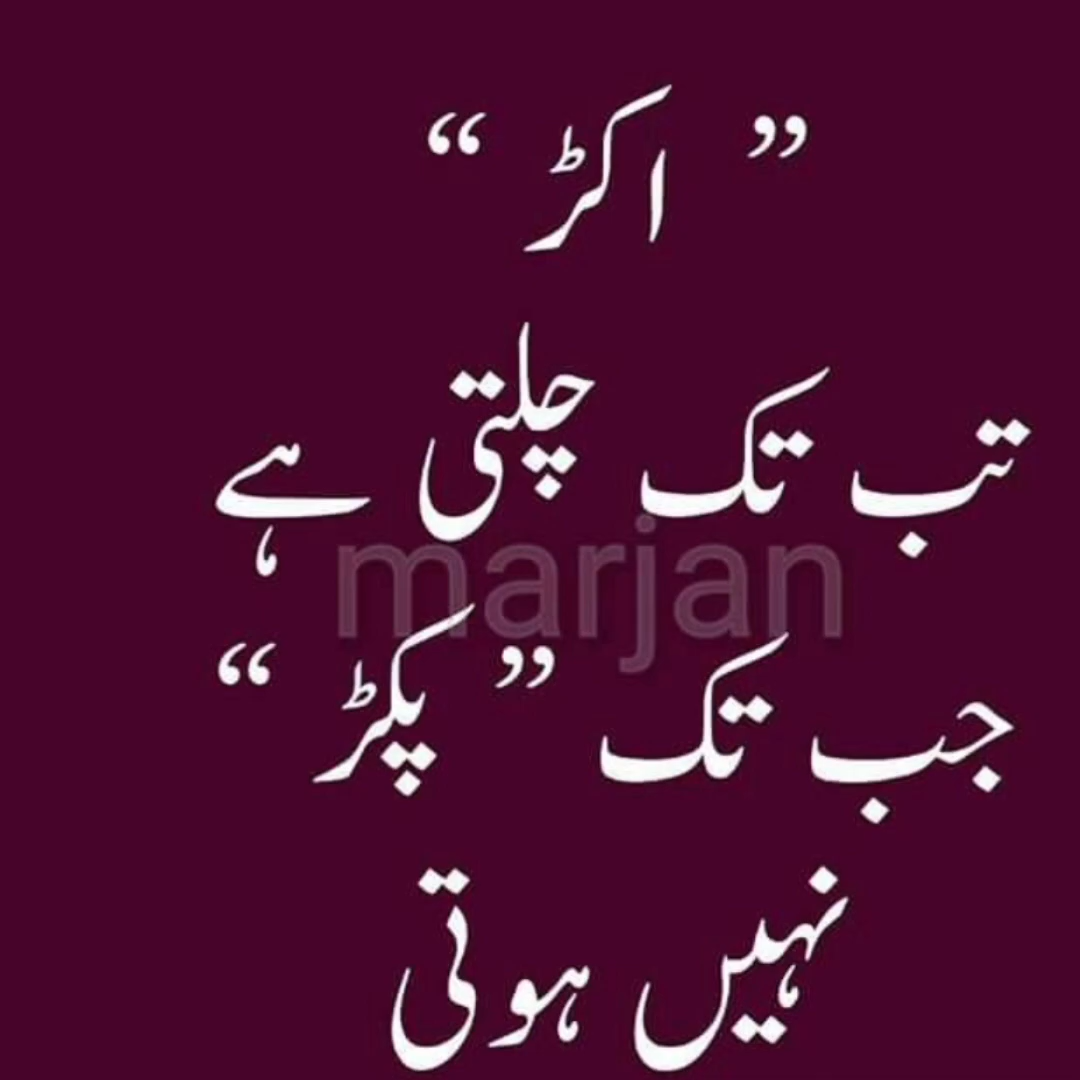 ” اکڑ “
تب تک چلتی ہے
marjan
جب تک ” پکڑ “
نہیں ہوتی